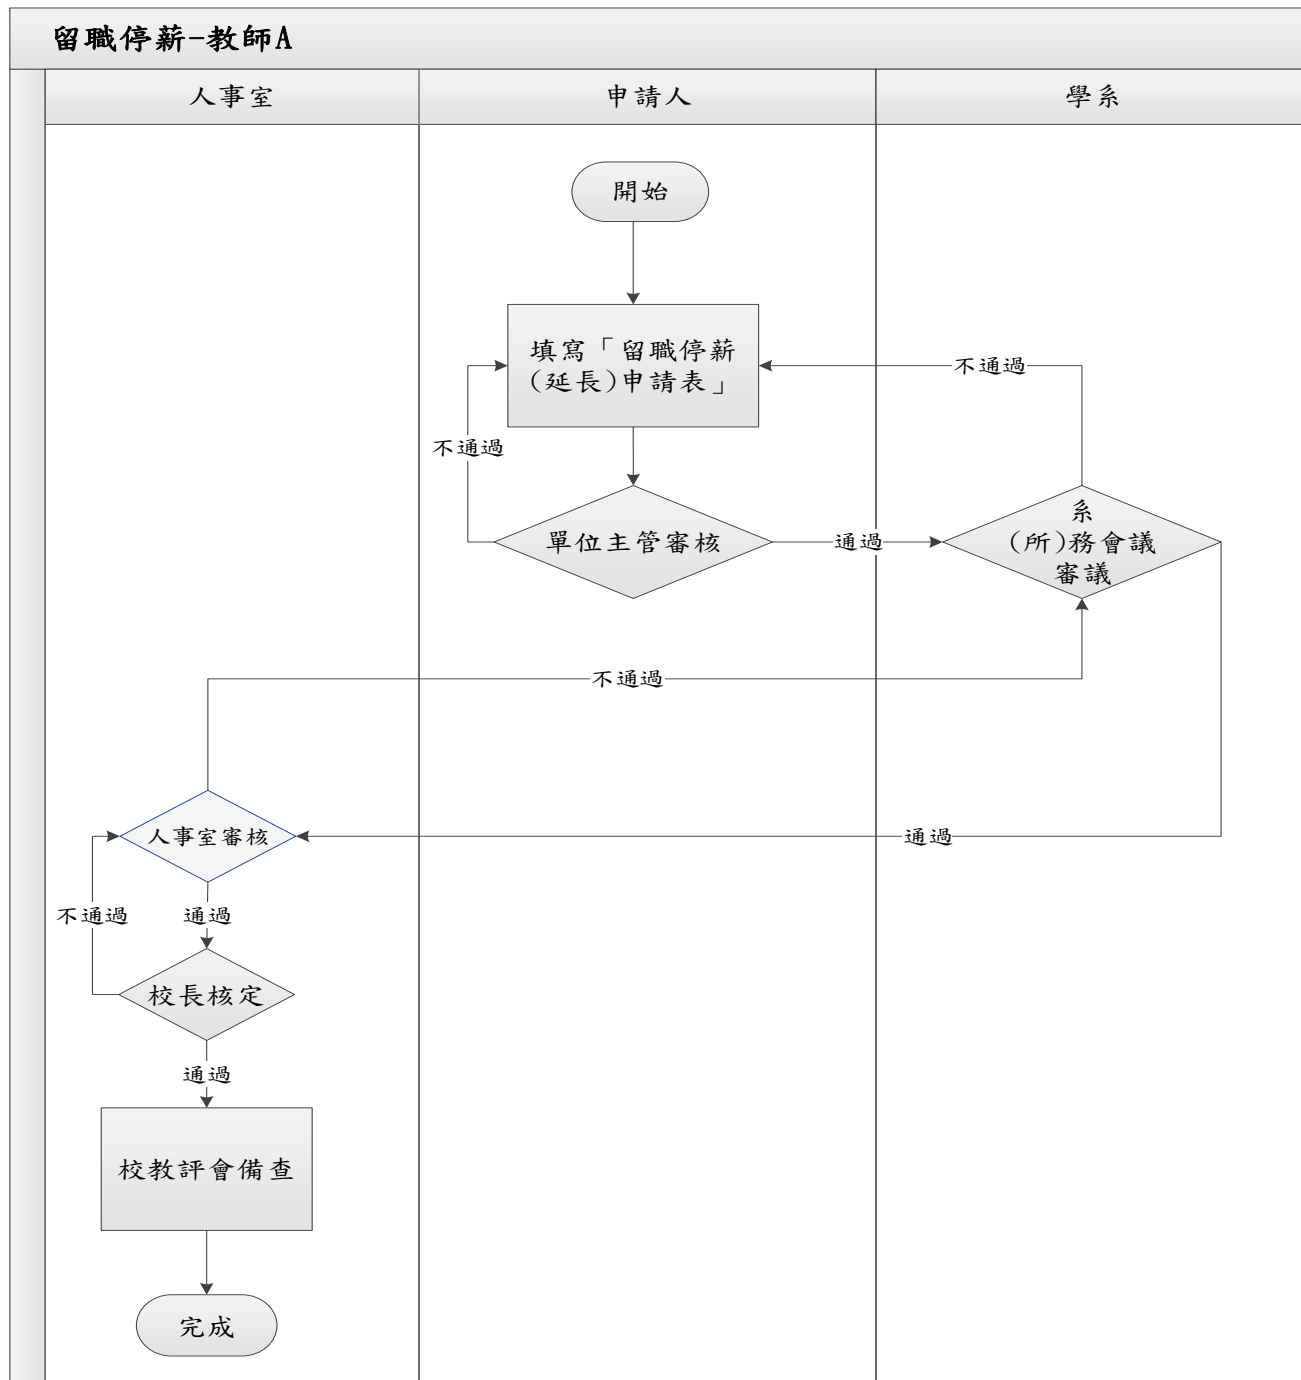 留職停薪-教師A
人事室
申請人
學系
開始
填寫「留職停薪
(延長)申請表」
不通過
不通過
單位主管審核
通過
系
(所)務會議
審議
不通過
人事室審核
通過
不通過
通過
校長核定
通過
校教評會備查
完成